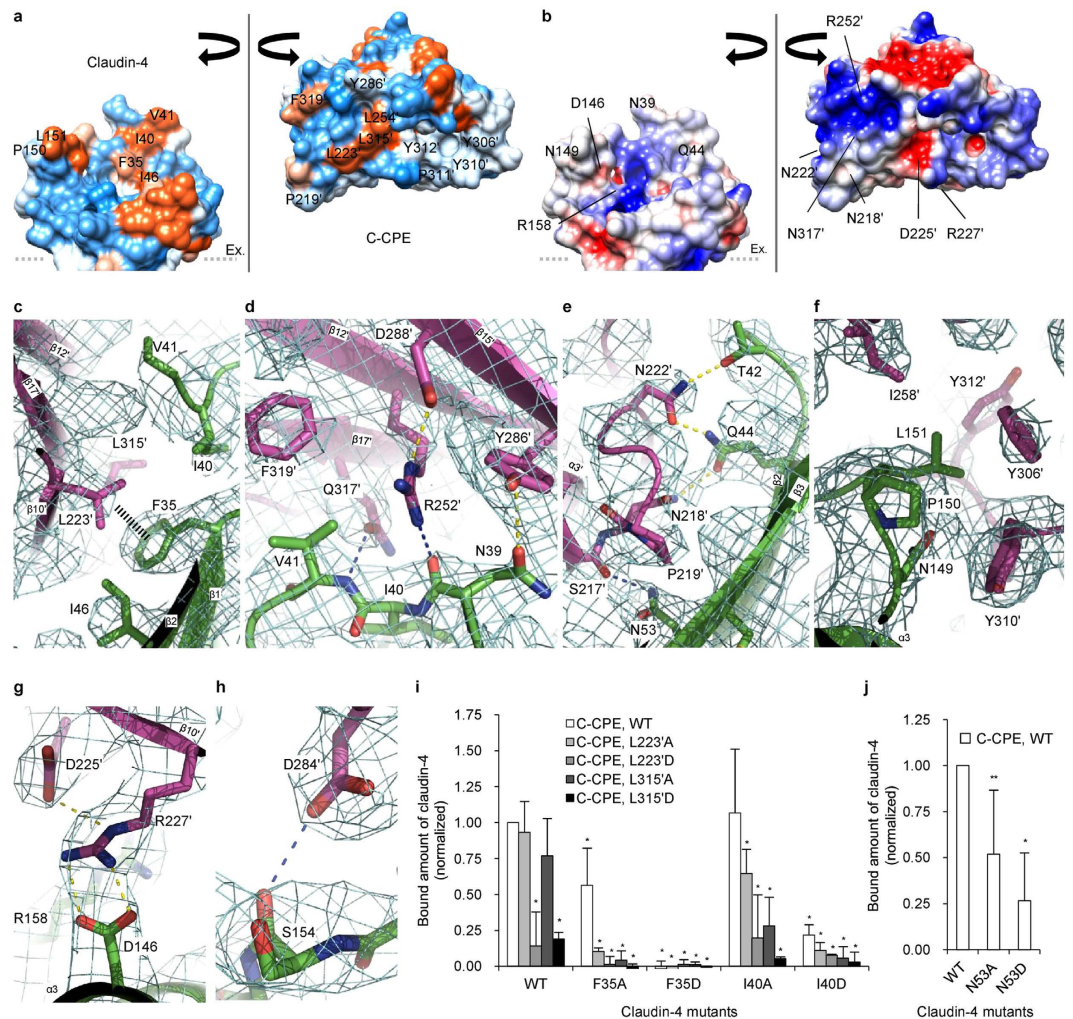 a
Claudin-4
V41
L151
I40
P150
F35
I46
Ex.
Y286'
F319'
L254'
L315'
L223'
Y312'
Y306'
Y310'
P311'
P219'
C-CPE
b
D146
N39
N149
Q44
R158
Ex.
R252'
N222'
N317'
N218'
D225'
R227'
c
β12'
β17'
V41
L315'
I40
β10'
L223'
F35
I46
β2
β1
d
β12'
D288'
β15'
F319'
β17'
Y286'
Q317'
R252'
V41
I40
N39
e
N222'
T42
Q44
α3'
β2
β3
N218'
P219'
S217'
N53
f
I258'
Y312'
L151
Y306'
P150
N149
Y310'
α3
g
β10'
D225'
R227'
R158
D146
α3
h
D284'
S154
i
Bound amount of claudin-4
(normalized)
1.75
1.50
1.25
1.00
0.75
0.50
0.25
0.00
C-CPE, WT
C-CPE, L223'A
C-CPE, L223'D
C-CPE, L315'A
C-CPE, L315'D
* * * * * * * * * * * * * * * * * * * * *
WT F35A F35D I40A I40D
Claudin-4 mutants
j
Bound amount of claudin-4
(normalized)
1.25
1.00
0.75
0.50
0.25
0.00
C-CPE, WT
**
*
WT N53A N53D
Claudin-4 mutants